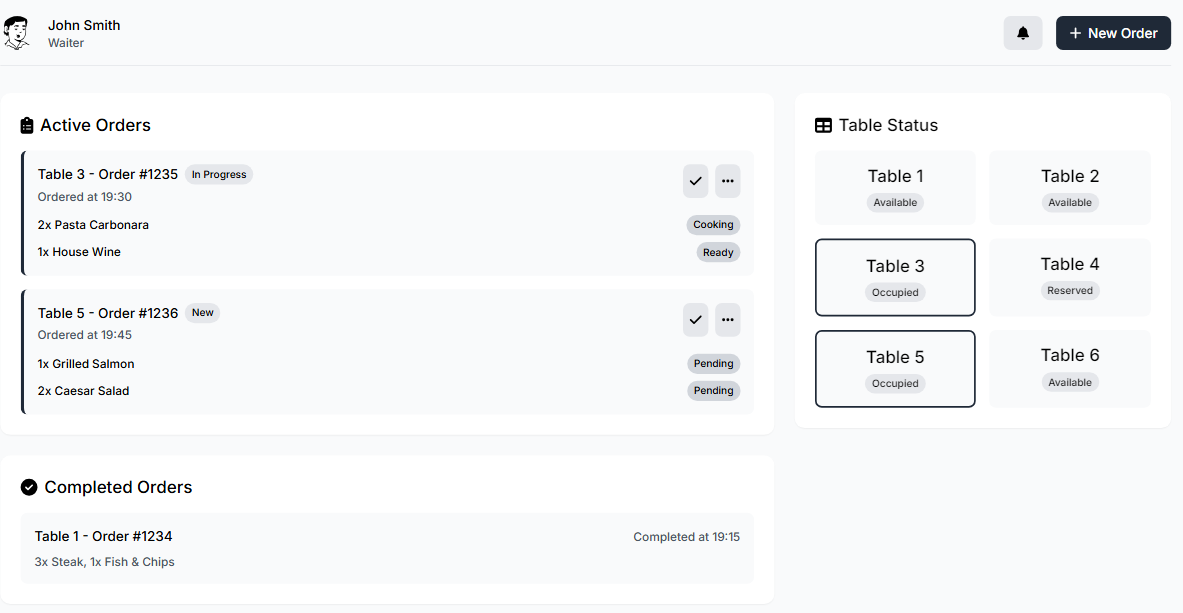 John Smith
Waiter
New Order
Active Orders
Table 3 - Order #1235 In Progress
Ordered at 19:30
2x Pasta Carbonara Cooking
1x House Wine Ready
Table 5 - Order #1236 New
Ordered at 19:45
1x Grilled Salmon Pending
2x Caesar Salad Pending
Table Status
Table 1
Available
Table 2
Available
Table 3
Occupied
Table 4
Reserved
Table 5
Occupied
Table 6
Available
Completed Orders
Table 1 - Order #1234 Completed at 19:15
3x Steak, 1x Fish & Chips